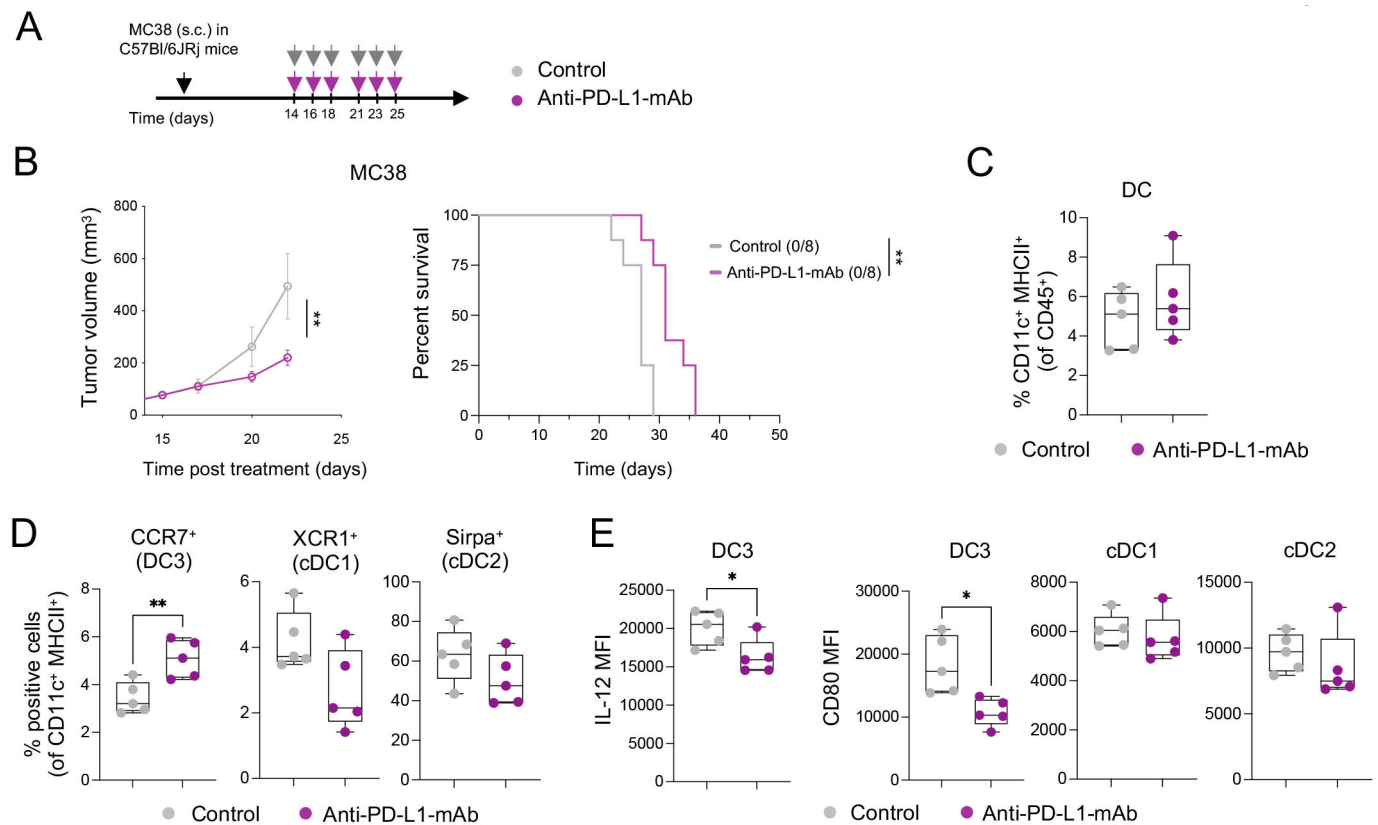 A
MC38 (s.c.) in
C57Bl/6JRj mice
Time (days)
14 16 18 21 23 25
Control
Anti-PD-L1-mAb
B
MC38
Tumor volume (mm³)
800
600
400
200
0
15 20 25
Time post treatment (days)
**
Percent survival
100
75
50
25
0
0 10 20 30 40 50
Time (days)
Control (0/8)
Anti-PD-L1-mAb (0/8)
**
C
DC
% CD11c⁺ MHCII⁺
(of CD45⁺)
10
8
6
4
2
0
Control Anti-PD-L1-mAb
D
% positive cells
(of CD11c⁺ MHCII⁺)
CCR7⁺
(DC3)
8
6
4
2
0
**
XCR1⁺
(cDC1)
6
4
2
0
Sirpa⁺
(cDC2)
100
80
60
40
20
0
Control Anti-PD-L1-mAb
E
DC3
IL-12 MFI
25000
20000
15000
10000
5000
0
*
DC3
CD80 MFI
30000
20000
10000
0
*
cDC1
8000
6000
4000
2000
0
cDC2
15000
10000
5000
0
Control Anti-PD-L1-mAb